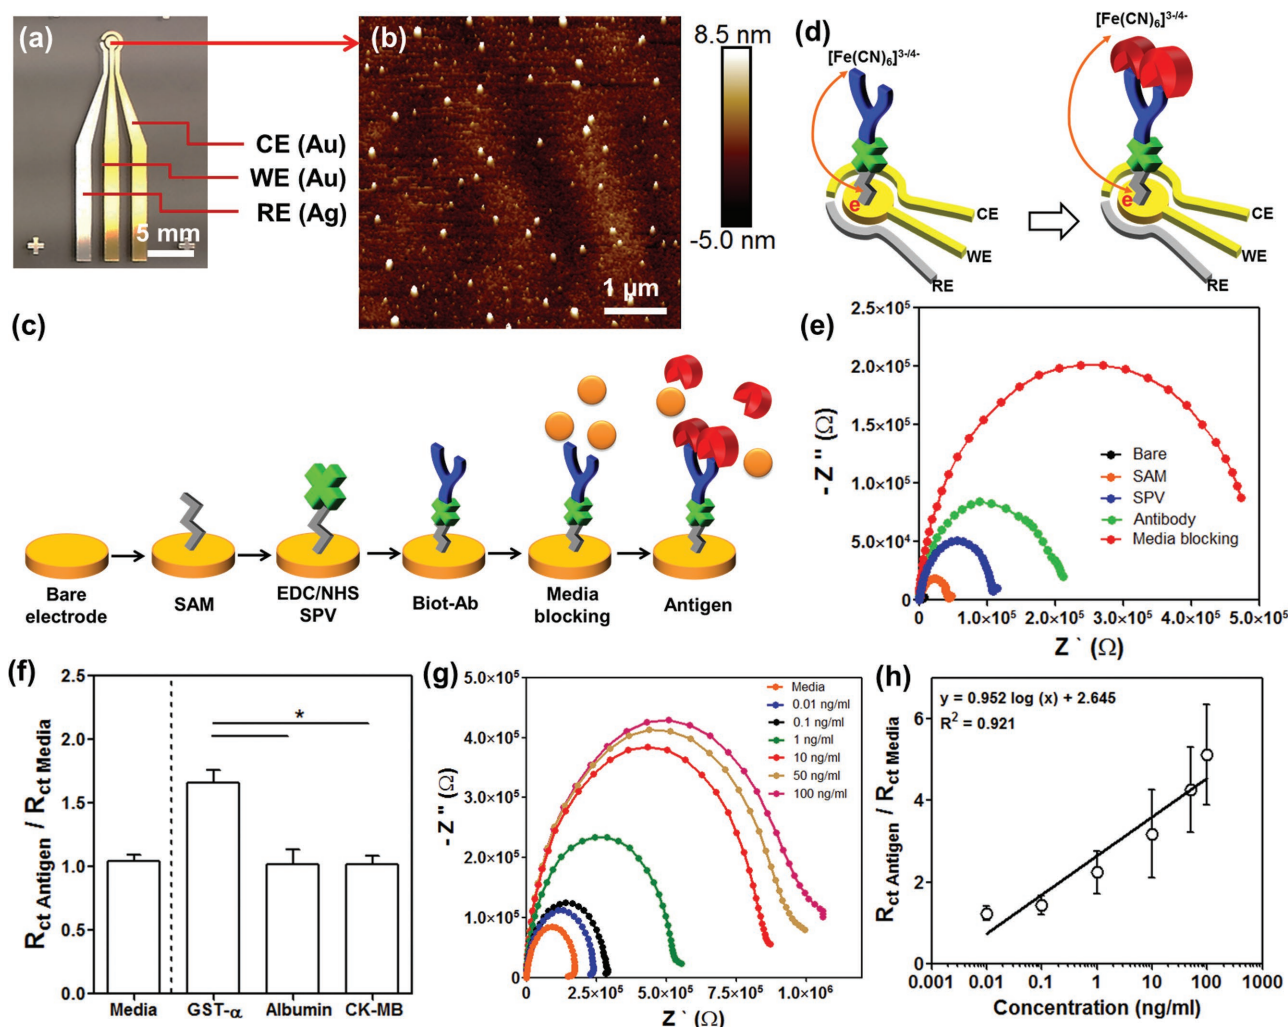 (a)
CE (Au)
WE (Au)
RE (Ag)
5 mm
(b)
8.5 nm
-5.0 nm
1 µm
(d)
[Fe(CN)6]3-/4-
e
CE
WE
RE
[Fe(CN)6]3-/4-
e
CE
WE
RE
(c)
Bare
electrode
SAM
EDC/NHS
SPV
Biot-Ab
Media
blocking
Antigen
(e)
- Z '' (Ω)
2.5×10⁵
2.0×10⁵
1.5×10⁵
1.0×10⁵
5.0×10⁴
0
Bare
SAM
SPV
Antibody
Media blocking
0 1.0×10⁵ 2.0×10⁵ 3.0×10⁵ 4.0×10⁵ 5.0×10⁵
Z ` (Ω)
(f)
Rct Antigen / Rct Media
2.5
2.0
1.5
1.0
0.5
0.0
*
Media GST-α Albumin CK-MB
(g)
- Z '' (Ω)
5.0×10⁵
4.0×10⁵
3.0×10⁵
2.0×10⁵
1.0×10⁵
0
Media
0.01 ng/ml
0.1 ng/ml
1 ng/ml
10 ng/ml
50 ng/ml
100 ng/ml
0 2.5×10⁵ 5.0×10⁵ 7.5×10⁵ 1.0×10⁶
Z ` (Ω)
(h)
Rct Antigen / Rct Media
y = 0.952 log (x) + 2.645
R² = 0.921
6
4
2
0
0.001 0.01 0.1 1 10 100 1000
Concentration (ng/ml)